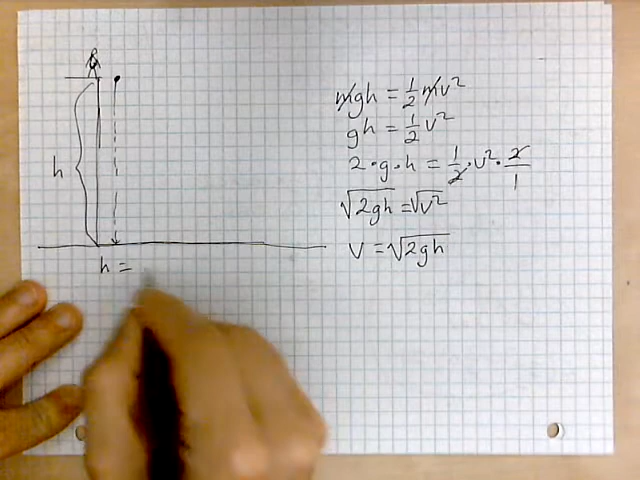 h
h =
mgh = 1/2 mv²
gh = 1/2 v²
2 · g · h = 1/2 · v² · 2/1
√2gh = √v²
v = √2gh